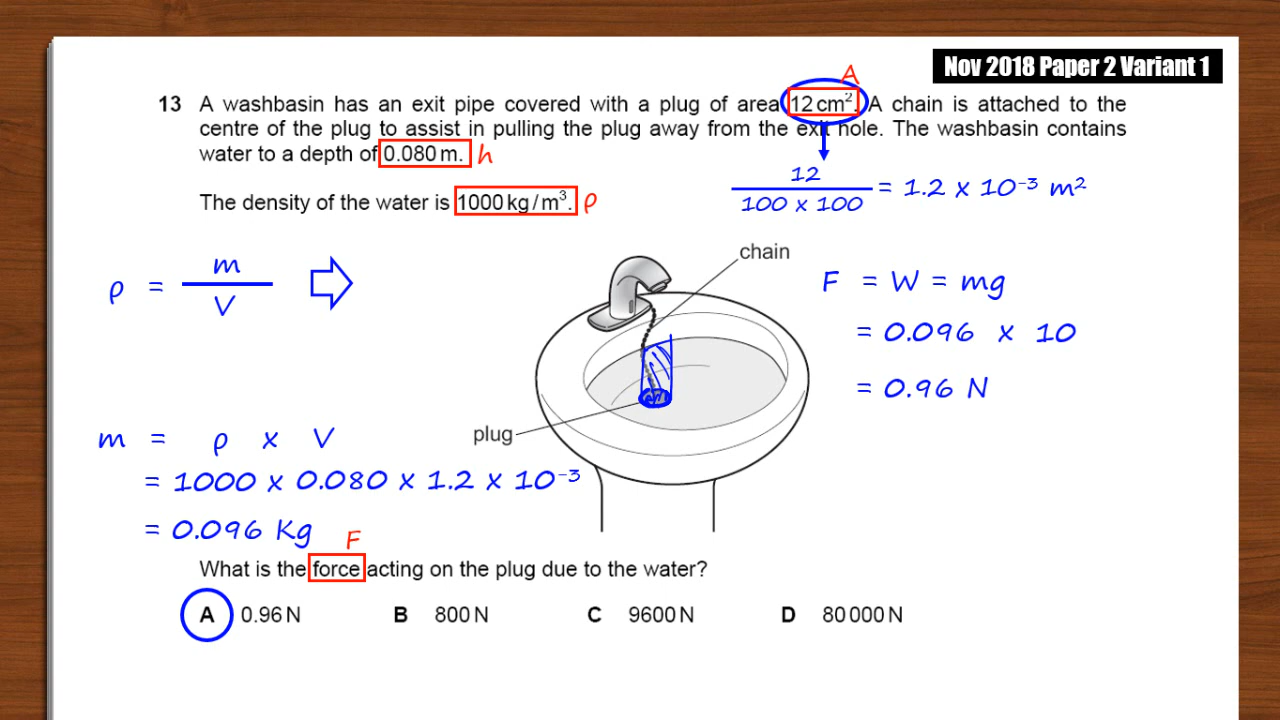 Nov 2018 Paper 2 Variant 1
A
13 A washbasin has an exit pipe covered with a plug of area 12 cm². A chain is attached to the
centre of the plug to assist in pulling the plug away from the exit hole. The washbasin contains
water to a depth of 0.080 m. h
12
100 x 100
= 1.2 x 10⁻³ m²
The density of the water is 1000 kg/m³. ρ
chain
ρ = m
V
F = W = mg
= 0.096 x 10
= 0.96 N
plug
m = ρ x V
= 1000 x 0.080 x 1.2 x 10⁻³
= 0.096 Kg
F
What is the force acting on the plug due to the water?
A 0.96 N B 800 N C 9600 N D 80 000 N